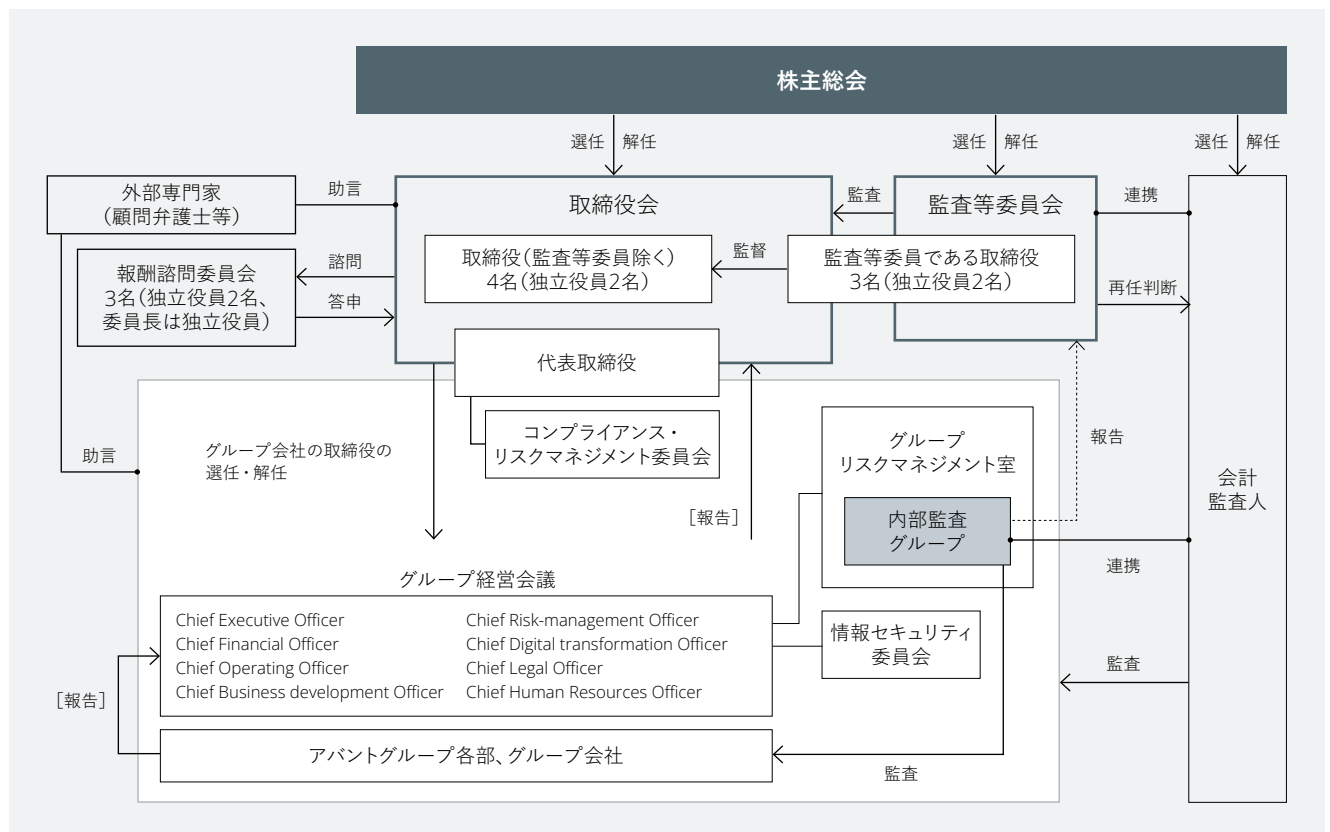 株主総会
選任 解任
選任 解任
選任 解任
外部専門家
（顧問弁護士等）
助言
取締役会
監査
監査等委員会
連携
取締役（監査等委員除く）
4名（独立役員2名）
監督
監査等委員である取締役
3名（独立役員2名）
報酬諮問委員会
3名（独立役員2名、
委員長は独立役員）
諮問
答申
再任判断
代表取締役
コンプライアンス・
リスクマネジメント委員会
助言
グループ会社の取締役の
選任・解任
［報告］
グループ
リスクマネジメント室
内部監査
グループ
報告
連携
会計
監査人
グループ経営会議
Chief Executive Officer
Chief Financial Officer
Chief Operating Officer
Chief Business development Officer
Chief Risk-management Officer
Chief Digital transformation Officer
Chief Legal Officer
Chief Human Resources Officer
情報セキュリティ
委員会
監査
［報告］
アバントグループ各部、グループ会社
監査